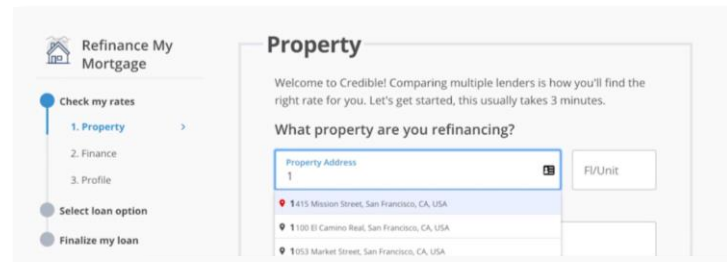 Refinance My
Mortgage
Check my rates
1. Property
2. Finance
3. Profile
Select loan option
Finalize my loan
Property
Welcome to Credible! Comparing multiple lenders is how you'll find the
right rate for you. Let's get started, this usually takes 3 minutes.
What property are you refinancing?
Property Address
1
Fl/Unit
1415 Mission Street, San Francisco, CA, USA
1100 El Camino Real, San Francisco, CA, USA
1053 Market Street, San Francisco, CA, USA